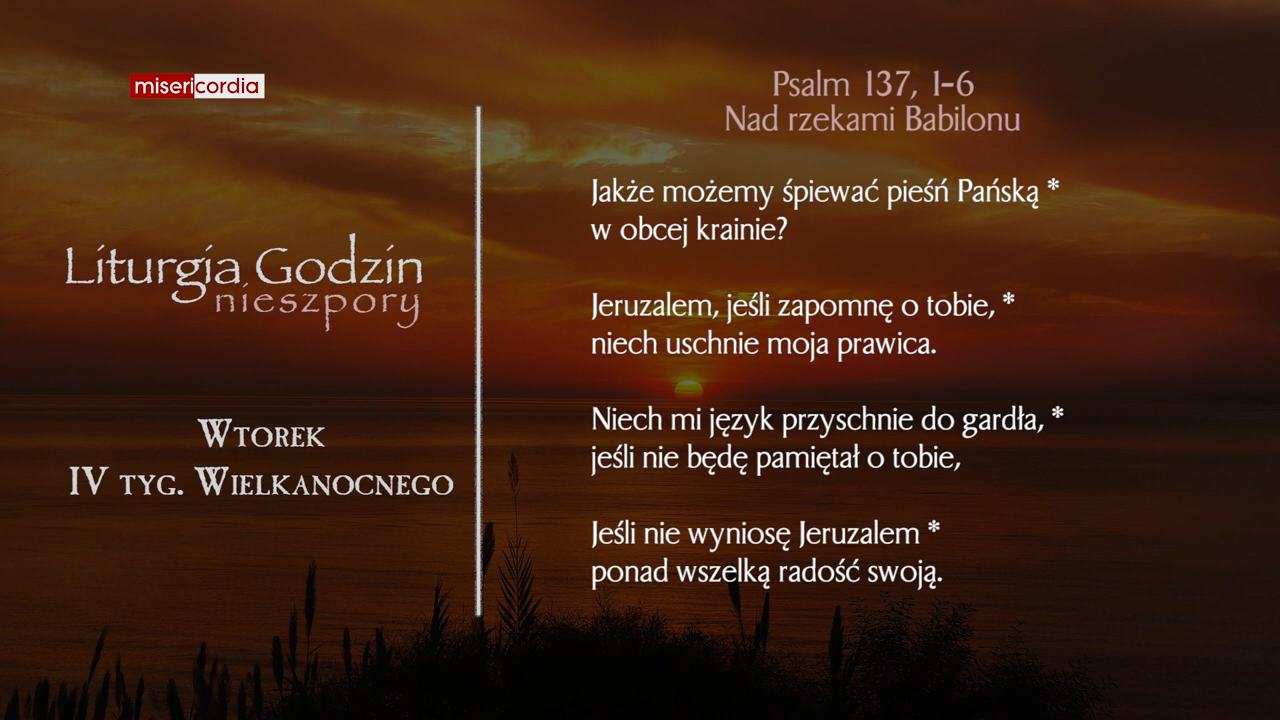 misericordia
Liturgia Godzin
nieszpory
Wtorek
IV tyg. Wielkanocnego
Psalm 137, 1-6
Nad rzekami Babilonu
Jakże możemy śpiewać pieśń Pańską *
w obcej krainie?
Jeruzalem, jeśli zapomnę o tobie, *
niech uschnie moja prawica.
Niech mi język przyschnie do gardła, *
jeśli nie będę pamiętał o tobie,
Jeśli nie wyniosę Jeruzalem *
ponad wszelką radość swoją.